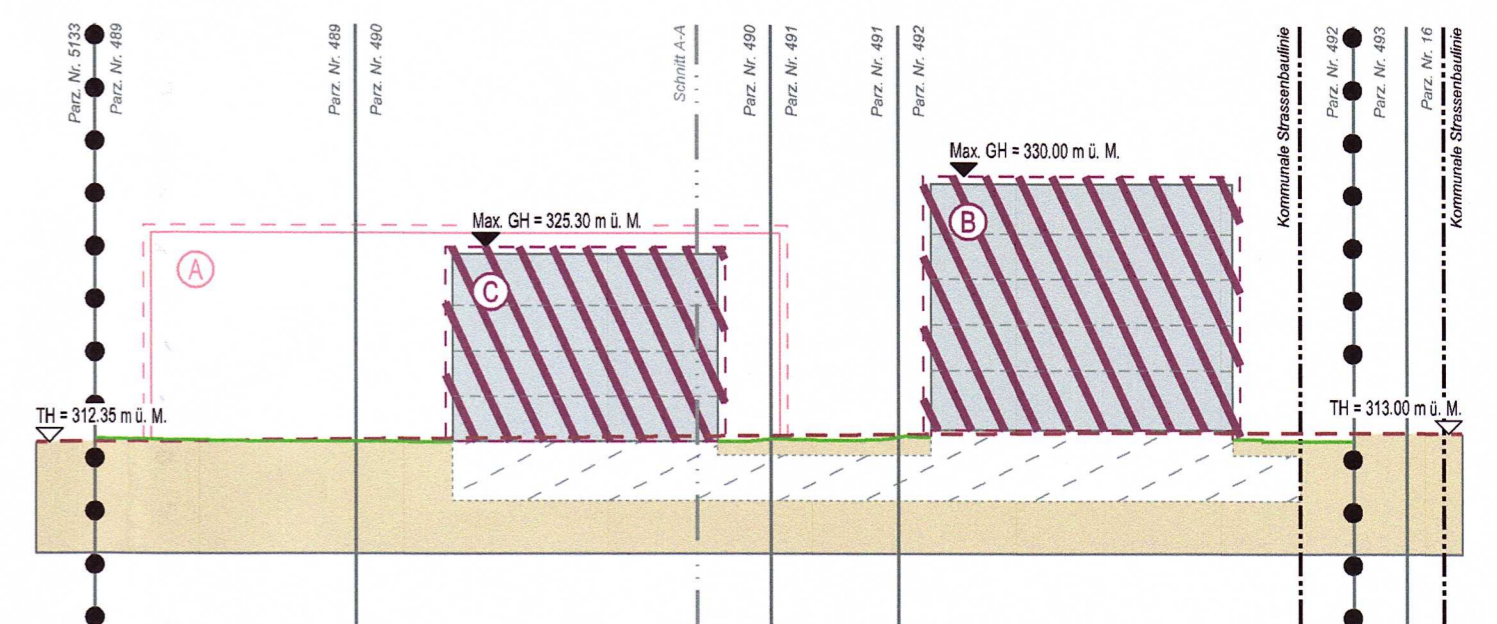 Parz. Nr. 5133
Parz. Nr. 489
Parz. Nr. 489
Parz. Nr. 490
Schnitt A-A
Parz. Nr. 490
Parz. Nr. 491
Parz. Nr. 491
Parz. Nr. 492
Kommunale Strassenbaulinie
Parz. Nr. 492
Parz. Nr. 493
Parz. Nr. 16
Kommunale Strassenbaulinie
Max. GH = 330.00 m ü. M.
Max. GH = 325.30 m ü. M.
B
A
C
TH = 312.35 m ü. M.
TH = 313.00 m ü. M.